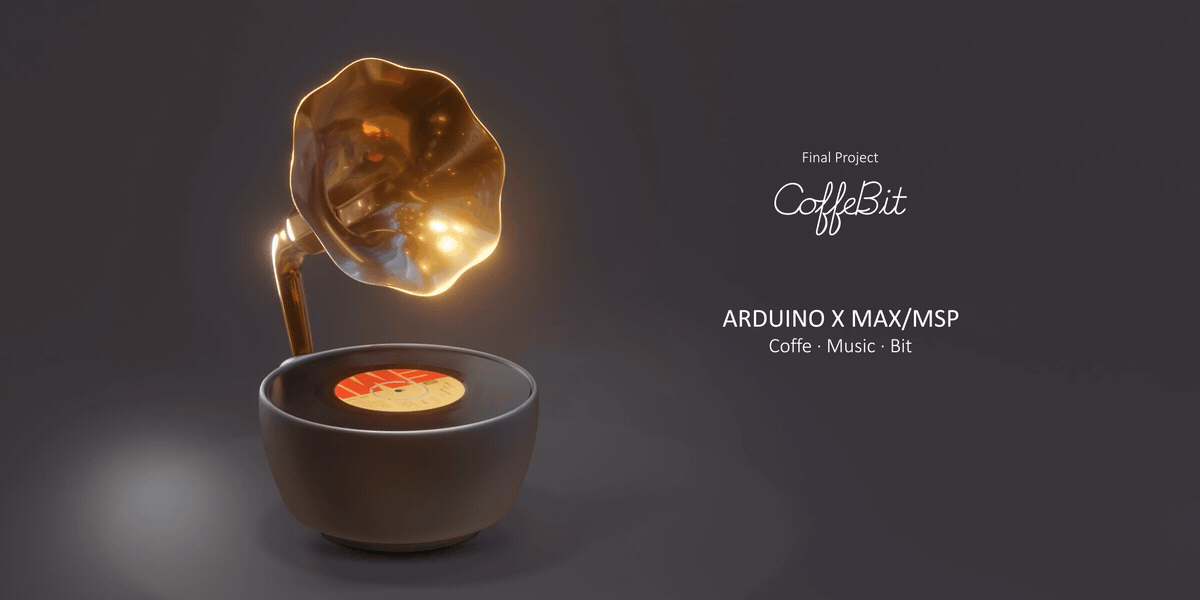 Final Project
CoffeBit
ARDUINO X MAX/MSP
Coffe · Music · Bit